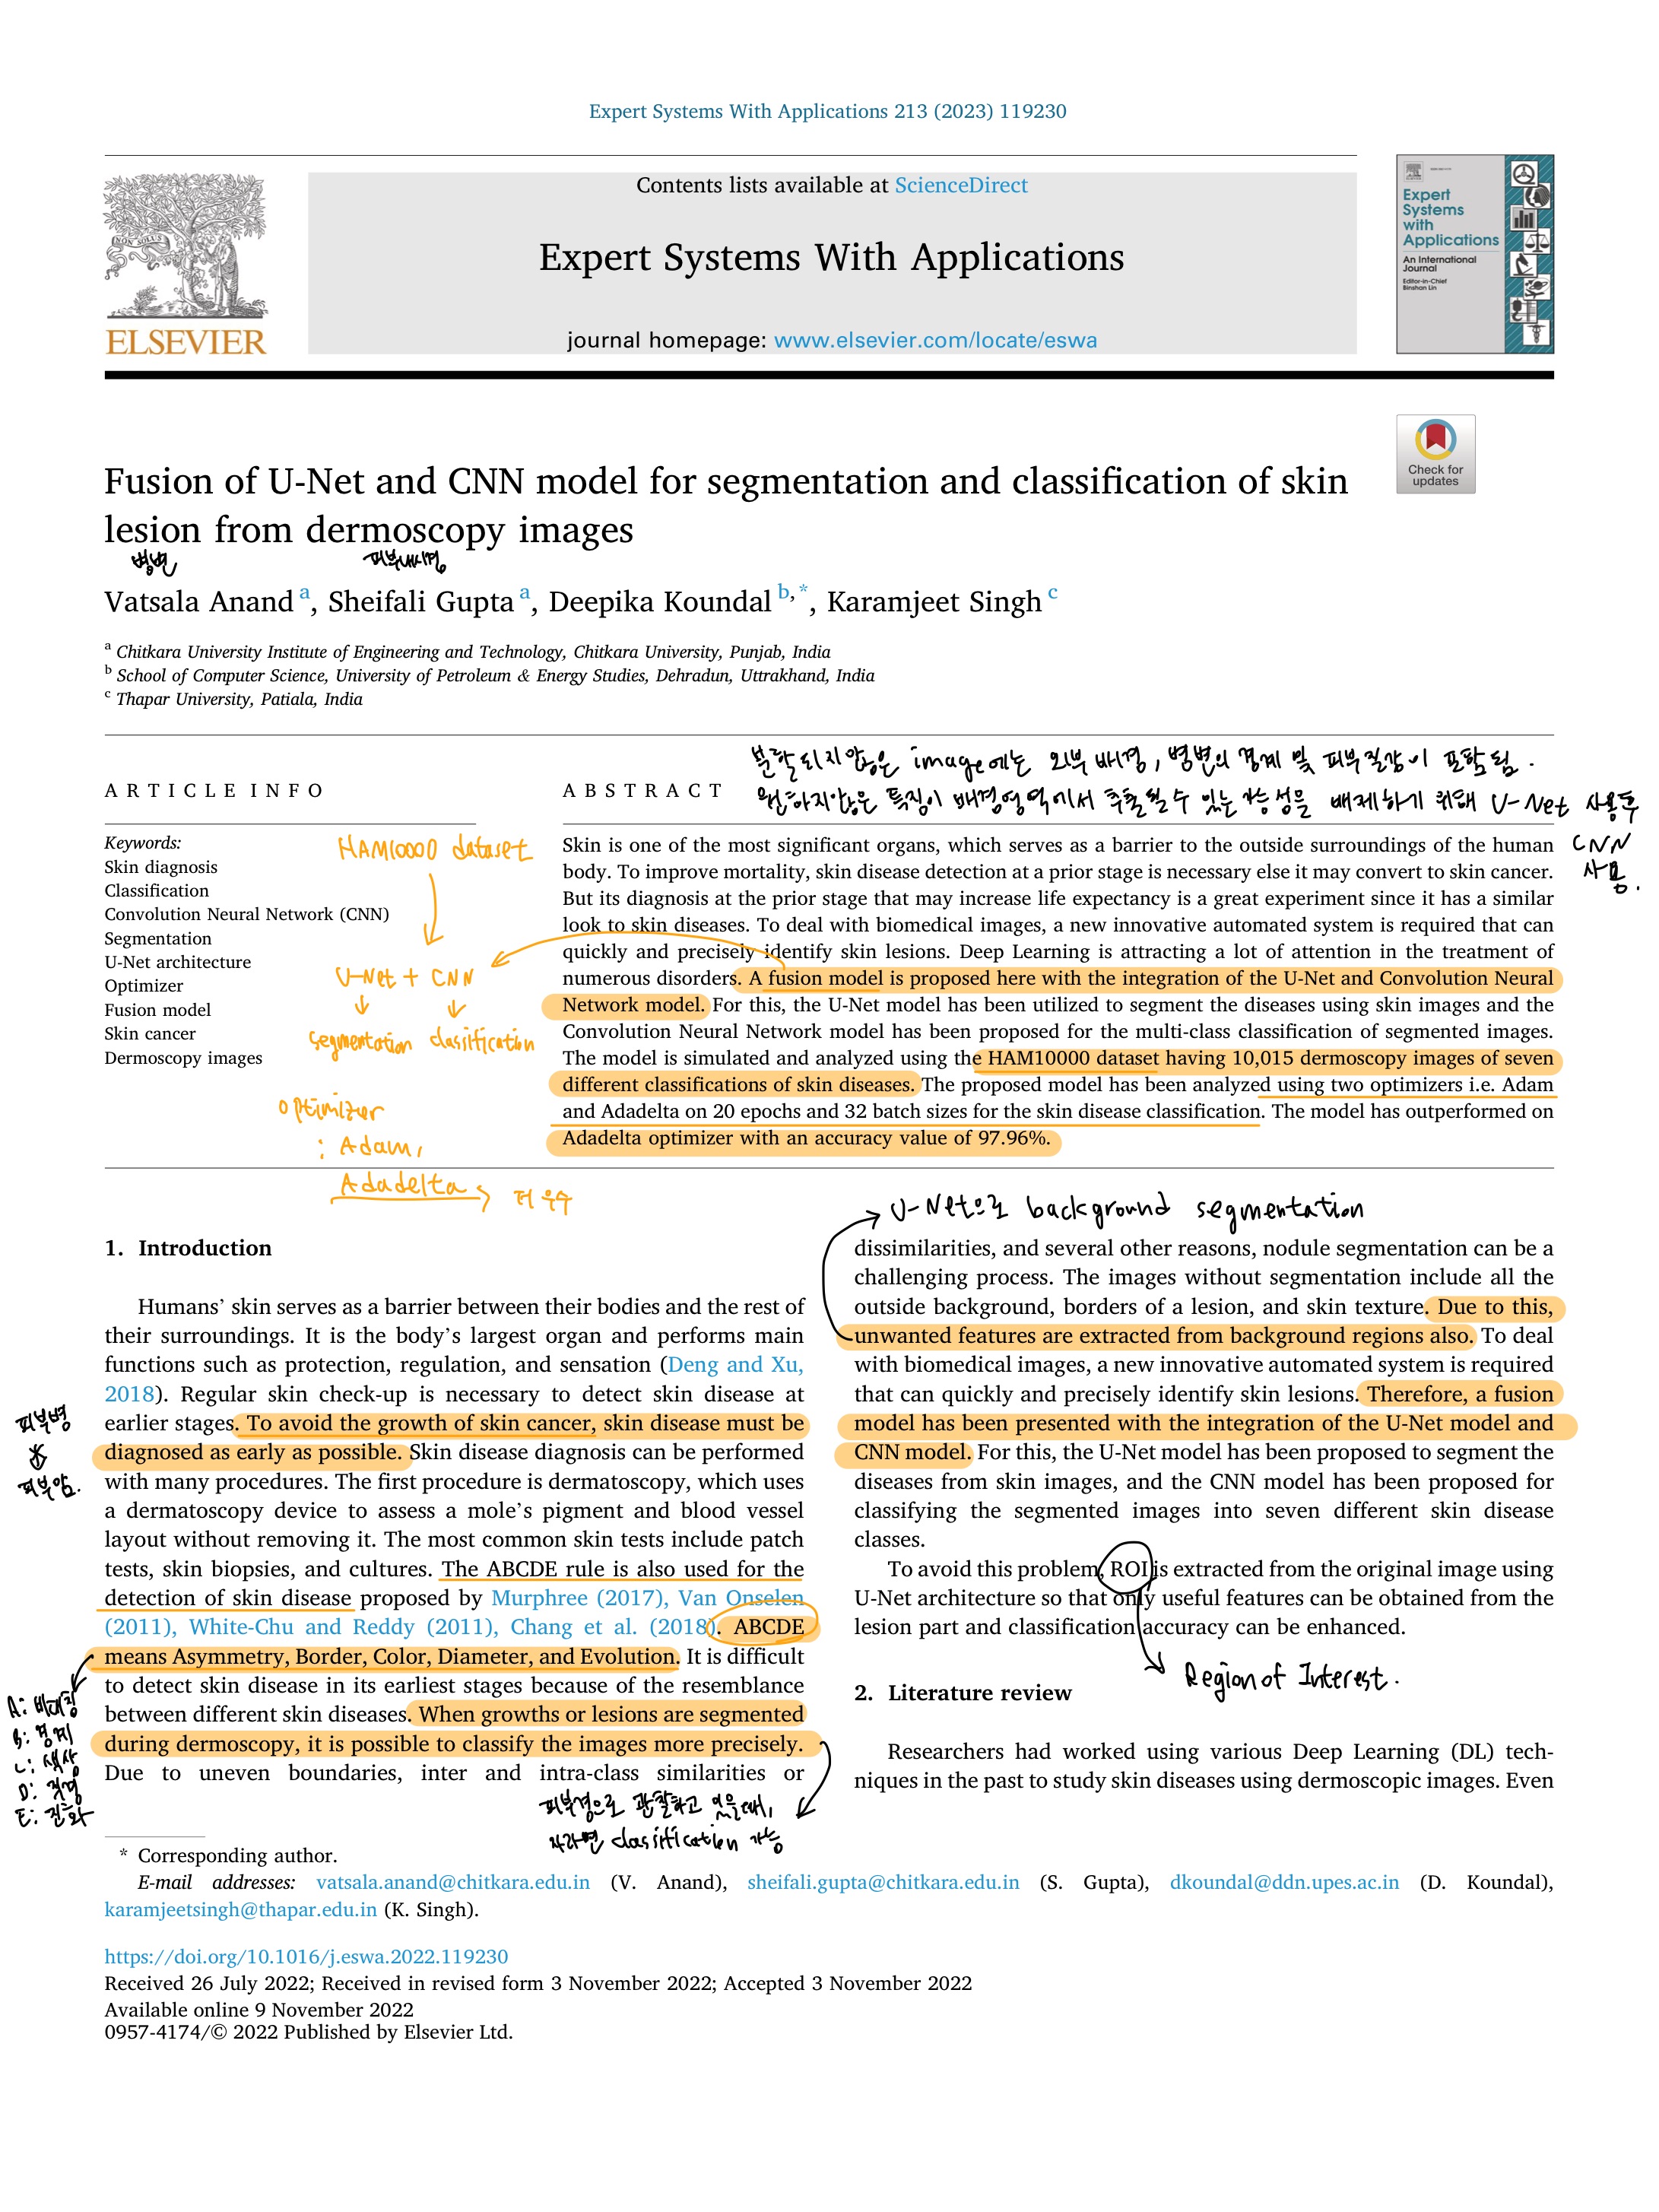 Expert Systems With Applications 213 (2023) 119230
Contents lists available at ScienceDirect
Expert Systems With Applications
journal homepage: www.elsevier.com/locate/eswa
NON SOLUS
ELSEVIER
Expert
Systems
with
Applications
An International
Journal
Editor-in-Chief
Binshan Lin
Check for
updates
Fusion of U-Net and CNN model for segmentation and classification of skin
lesion from dermoscopy images
병변
피부내시경
Vatsala Anand a, Sheifali Gupta a, Deepika Koundal b,*, Karamjeet Singh c
a Chitkara University Institute of Engineering and Technology, Chitkara University, Punjab, India
b School of Computer Science, University of Petroleum & Energy Studies, Dehradun, Uttrakhand, India
c Thapar University, Patiala, India
분할되지 않은 image에는 외부 배경, 병변의 경계 및 피부질감이 포함됨.
원하지않은 특징이 배경영역에서 추출될 수 있는 가능성을 배제하기 위해 U-Net 사용후
CNN
사용.
ARTICLE INFO
Keywords:
Skin diagnosis
Classification
Convolution Neural Network (CNN)
Segmentation
U-Net architecture
Optimizer
Fusion model
Skin cancer
Dermoscopy images
HAM10000 dataset
U-Net + CNN
segmentation classification
optimizer
: Adam,
Adadelta
더 우수
ABSTRACT
Skin is one of the most significant organs, which serves as a barrier to the outside surroundings of the human
body. To improve mortality, skin disease detection at a prior stage is necessary else it may convert to skin cancer.
But its diagnosis at the prior stage that may increase life expectancy is a great experiment since it has a similar
look to skin diseases. To deal with biomedical images, a new innovative automated system is required that can
quickly and precisely identify skin lesions. Deep Learning is attracting a lot of attention in the treatment of
numerous disorders. A fusion model is proposed here with the integration of the U-Net and Convolution Neural
Network model. For this, the U-Net model has been utilized to segment the diseases using skin images and the
Convolution Neural Network model has been proposed for the multi-class classification of segmented images.
The model is simulated and analyzed using the HAM10000 dataset having 10,015 dermoscopy images of seven
different classifications of skin diseases. The proposed model has been analyzed using two optimizers i.e. Adam
and Adadelta on 20 epochs and 32 batch sizes for the skin disease classification. The model has outperformed on
Adadelta optimizer with an accuracy value of 97.96%.
1. Introduction
Humans' skin serves as a barrier between their bodies and the rest of
their surroundings. It is the body's largest organ and performs main
functions such as protection, regulation, and sensation (Deng and Xu,
2018). Regular skin check-up is necessary to detect skin disease at
earlier stages. To avoid the growth of skin cancer, skin disease must be
diagnosed as early as possible. Skin disease diagnosis can be performed
with many procedures. The first procedure is dermatoscopy, which uses
a dermatoscopy device to assess a mole's pigment and blood vessel
layout without removing it. The most common skin tests include patch
tests, skin biopsies, and cultures. The ABCDE rule is also used for the
detection of skin disease proposed by Murphree (2017), Van Onselen
(2011), White-Chu and Reddy (2011), Chang et al. (2018). ABCDE
means Asymmetry, Border, Color, Diameter, and Evolution. It is difficult
to detect skin disease in its earliest stages because of the resemblance
between different skin diseases. When growths or lesions are segmented
during dermoscopy, it is possible to classify the images more precisely.
Due to uneven boundaries, inter and intra-class similarities or
피부병
피부암.
A: 비대칭
B: 경계
C: 색상
D: 직경
E: 진화
피부경으로 관찰하고 있을때,
자라면 classification 가능
U-Net으로 background segmentation
dissimilarities, and several other reasons, nodule segmentation can be a
challenging process. The images without segmentation include all the
outside background, borders of a lesion, and skin texture. Due to this,
unwanted features are extracted from background regions also. To deal
with biomedical images, a new innovative automated system is required
that can quickly and precisely identify skin lesions. Therefore, a fusion
model has been presented with the integration of the U-Net model and
CNN model. For this, the U-Net model has been proposed to segment the
diseases from skin images, and the CNN model has been proposed for
classifying the segmented images into seven different skin disease
classes.
To avoid this problem, ROI is extracted from the original image using
U-Net architecture so that only useful features can be obtained from the
lesion part and classification accuracy can be enhanced.
Region of Interest.
2. Literature review
Researchers had worked using various Deep Learning (DL) tech-
niques in the past to study skin diseases using dermoscopic images. Even
* Corresponding author.
E-mail addresses: vatsala.anand@chitkara.edu.in (V. Anand), sheifali.gupta@chitkara.edu.in (S. Gupta), dkoundal@ddn.upes.ac.in (D. Koundal),
karamjeetsingh@thapar.edu.in (K. Singh).
https://doi.org/10.1016/j.eswa.2022.119230
Received 26 July 2022; Received in revised form 3 November 2022; Accepted 3 November 2022
Available online 9 November 2022
0957-4174/© 2022 Published by Elsevier Ltd.